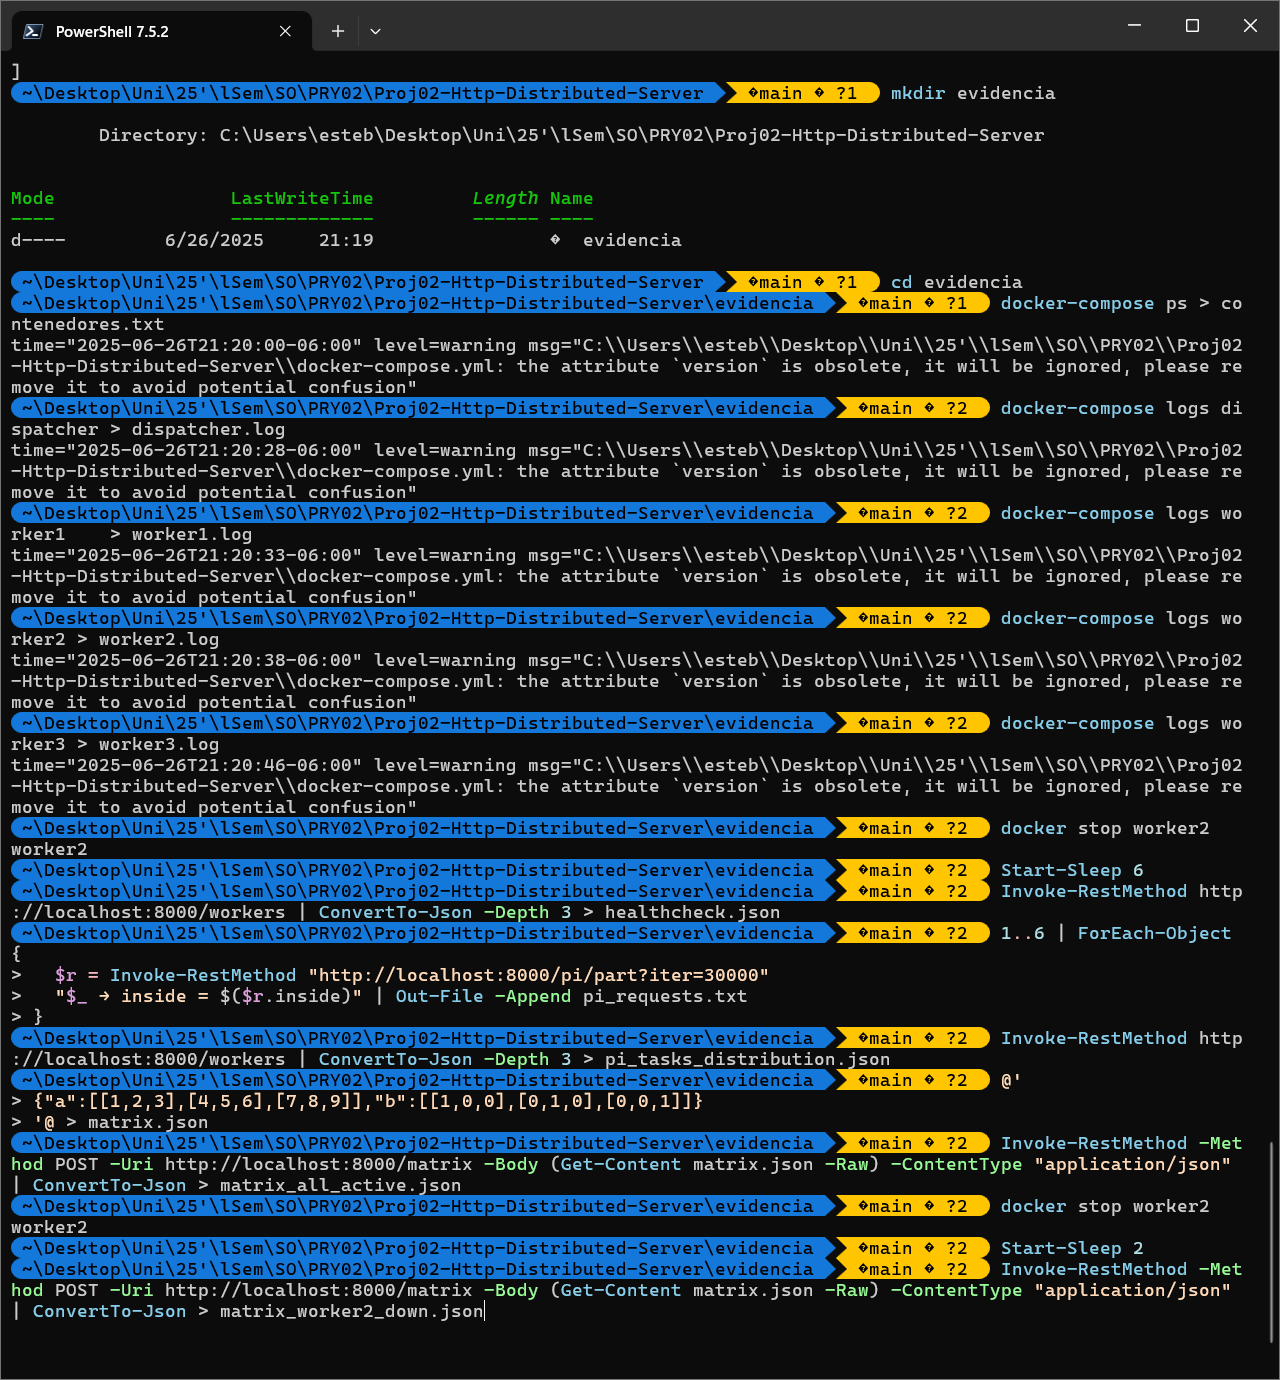 PowerShell 7.5.2
]
~\Desktop\Uni\25'\lSem\SO\PRY02\Proj02-Http-Distributed-Server �main � ?1 mkdir evidencia
Directory: C:\Users\esteb\Desktop\Uni\25'\lSem\SO\PRY02\Proj02-Http-Distributed-Server
Mode LastWriteTime Length Name
---- ------------- ------ ----
d---- 6/26/2025 21:19 � evidencia
~\Desktop\Uni\25'\lSem\SO\PRY02\Proj02-Http-Distributed-Server �main � ?1 cd evidencia
~\Desktop\Uni\25'\lSem\SO\PRY02\Proj02-Http-Distributed-Server\evidencia �main � ?1 docker-compose ps > co
ntenedores.txt
time="2025-06-26T21:20:00-06:00" level=warning msg="C:\\Users\\esteb\\Desktop\\Uni\\25'\\lSem\\SO\\PRY02\\Proj02
-Http-Distributed-Server\\docker-compose.yml: the attribute `version` is obsolete, it will be ignored, please re
move it to avoid potential confusion"
~\Desktop\Uni\25'\lSem\SO\PRY02\Proj02-Http-Distributed-Server\evidencia �main � ?2 docker-compose logs di
spatcher > dispatcher.log
time="2025-06-26T21:20:28-06:00" level=warning msg="C:\\Users\\esteb\\Desktop\\Uni\\25'\\lSem\\SO\\PRY02\\Proj02
-Http-Distributed-Server\\docker-compose.yml: the attribute `version` is obsolete, it will be ignored, please re
move it to avoid potential confusion"
~\Desktop\Uni\25'\lSem\SO\PRY02\Proj02-Http-Distributed-Server\evidencia �main � ?2 docker-compose logs wo
rker1    > worker1.log
time="2025-06-26T21:20:33-06:00" level=warning msg="C:\\Users\\esteb\\Desktop\\Uni\\25'\\lSem\\SO\\PRY02\\Proj02
-Http-Distributed-Server\\docker-compose.yml: the attribute `version` is obsolete, it will be ignored, please re
move it to avoid potential confusion"
~\Desktop\Uni\25'\lSem\SO\PRY02\Proj02-Http-Distributed-Server\evidencia �main � ?2 docker-compose logs wo
rker2 > worker2.log
time="2025-06-26T21:20:38-06:00" level=warning msg="C:\\Users\\esteb\\Desktop\\Uni\\25'\\lSem\\SO\\PRY02\\Proj02
-Http-Distributed-Server\\docker-compose.yml: the attribute `version` is obsolete, it will be ignored, please re
move it to avoid potential confusion"
~\Desktop\Uni\25'\lSem\SO\PRY02\Proj02-Http-Distributed-Server\evidencia �main � ?2 docker-compose logs wo
rker3 > worker3.log
time="2025-06-26T21:20:46-06:00" level=warning msg="C:\\Users\\esteb\\Desktop\\Uni\\25'\\lSem\\SO\\PRY02\\Proj02
-Http-Distributed-Server\\docker-compose.yml: the attribute `version` is obsolete, it will be ignored, please re
move it to avoid potential confusion"
~\Desktop\Uni\25'\lSem\SO\PRY02\Proj02-Http-Distributed-Server\evidencia �main � ?2 docker stop worker2
worker2
~\Desktop\Uni\25'\lSem\SO\PRY02\Proj02-Http-Distributed-Server\evidencia �main � ?2 Start-Sleep 6
~\Desktop\Uni\25'\lSem\SO\PRY02\Proj02-Http-Distributed-Server\evidencia �main � ?2 Invoke-RestMethod http
://localhost:8000/workers | ConvertTo-Json -Depth 3 > healthcheck.json
~\Desktop\Uni\25'\lSem\SO\PRY02\Proj02-Http-Distributed-Server\evidencia �main � ?2 1..6 | ForEach-Object
{
>   $r = Invoke-RestMethod "http://localhost:8000/pi/part?iter=30000"
>   "$_ → inside = $($r.inside)" | Out-File -Append pi_requests.txt
> }
~\Desktop\Uni\25'\lSem\SO\PRY02\Proj02-Http-Distributed-Server\evidencia �main � ?2 Invoke-RestMethod http
://localhost:8000/workers | ConvertTo-Json -Depth 3 > pi_tasks_distribution.json
~\Desktop\Uni\25'\lSem\SO\PRY02\Proj02-Http-Distributed-Server\evidencia �main � ?2 @'
> {"a":[[1,2,3],[4,5,6],[7,8,9]],"b":[[1,0,0],[0,1,0],[0,0,1]]}
> '@ > matrix.json
~\Desktop\Uni\25'\lSem\SO\PRY02\Proj02-Http-Distributed-Server\evidencia �main � ?2 Invoke-RestMethod -Met
hod POST -Uri http://localhost:8000/matrix -Body (Get-Content matrix.json -Raw) -ContentType "application/json"
| ConvertTo-Json > matrix_all_active.json
~\Desktop\Uni\25'\lSem\SO\PRY02\Proj02-Http-Distributed-Server\evidencia �main � ?2 docker stop worker2
worker2
~\Desktop\Uni\25'\lSem\SO\PRY02\Proj02-Http-Distributed-Server\evidencia �main � ?2 Start-Sleep 2
~\Desktop\Uni\25'\lSem\SO\PRY02\Proj02-Http-Distributed-Server\evidencia �main � ?2 Invoke-RestMethod -Met
hod POST -Uri http://localhost:8000/matrix -Body (Get-Content matrix.json -Raw) -ContentType "application/json"
| ConvertTo-Json > matrix_worker2_down.json